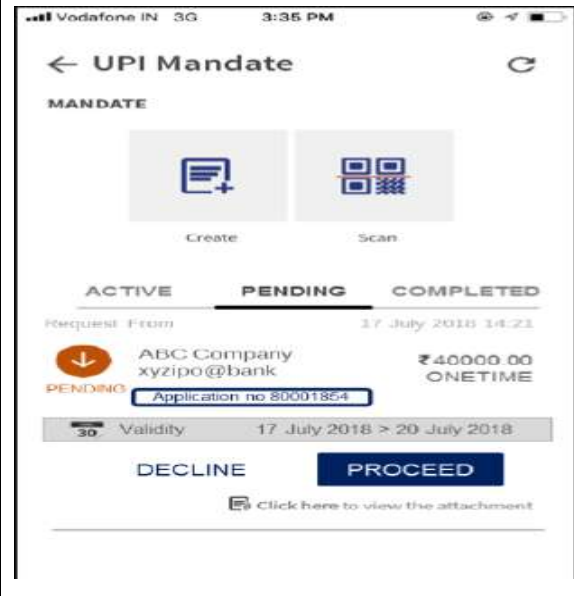 Vodafone IN 3G 3:35 PM
UPI Mandate
MANDATE
Create Scan
ACTIVE PENDING COMPLETED
Request From 17 July 2018 14:21
ABC Company ₹40000.00
xyzipo@bank ONETIME
PENDING
Application no 80001854
30 Validity 17 July 2018 > 20 July 2018
DECLINE PROCEED
Click here to view the attachment